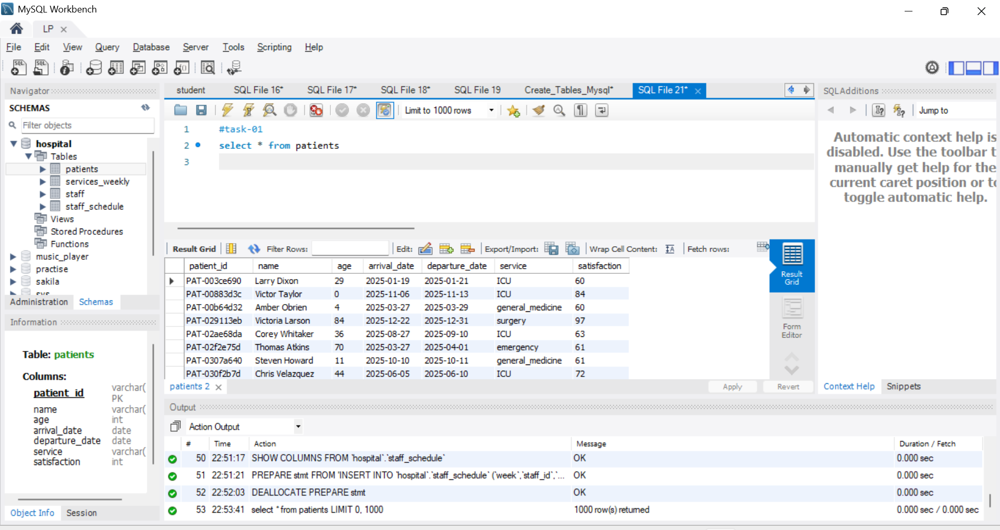 MySQL Workbench
LP
File Edit View Query Database Server Tools Scripting Help
Navigator
SCHEMAS
Filter objects
hospital
Tables
patients
services_weekly
staff
staff_schedule
Views
Stored Procedures
Functions
music_player
practise
sakila
sys
Administration Schemas
Information
Table: patients
Columns:
patient_id varchar( PK
name varchar(
age int
arrival_date date
departure_date date
service varchar(
satisfaction int
Object Info Session
student SQL File 16* SQL File 17* SQL File 18* SQL File 19 Create_Tables_Mysql* SQL File 21*
Limit to 1000 rows
1 #task-01
2 select * from patients
3
Result Grid Filter Rows: Edit: Export/Import: Wrap Cell Content: Fetch rows:
patient_id name age arrival_date departure_date service satisfaction
PAT-003ce690 Larry Dixon 29 2025-01-19 2025-01-21 ICU 60
PAT-00883d3c Victor Taylor 0 2025-11-06 2025-11-13 ICU 84
PAT-00b64d32 Amber Obrien 4 2025-03-27 2025-03-29 general_medicine 60
PAT-029113eb Victoria Larson 84 2025-12-22 2025-12-31 surgery 97
PAT-02ae68da Corey Whitaker 36 2025-08-27 2025-09-10 ICU 63
PAT-02f2e75d Thomas Atkins 70 2025-03-27 2025-04-01 emergency 61
PAT-0307a640 Steven Howard 11 2025-10-10 2025-10-11 general_medicine 61
PAT-030f2b7d Chris Velazquez 44 2025-06-05 2025-06-10 ICU 72
Result Grid
Form Editor
patients 2
Apply Revert
SQLAdditions
Jump to
Automatic context help is
disabled. Use the toolbar t
manually get help for the
current caret position or to
toggle automatic help.
Context Help Snippets
Output
Action Output
# Time Action Message Duration / Fetch
50 22:51:17 SHOW COLUMNS FROM `hospital`.`staff_schedule` OK 0.000 sec
51 22:51:21 PREPARE stmt FROM 'INSERT INTO `hospital`.`staff_schedule` (`week`,`staff_id`,`... OK 0.000 sec
52 22:52:03 DEALLOCATE PREPARE stmt OK 0.000 sec
53 22:53:41 select * from patients LIMIT 0, 1000 1000 row(s) returned 0.000 sec / 0.000 sec